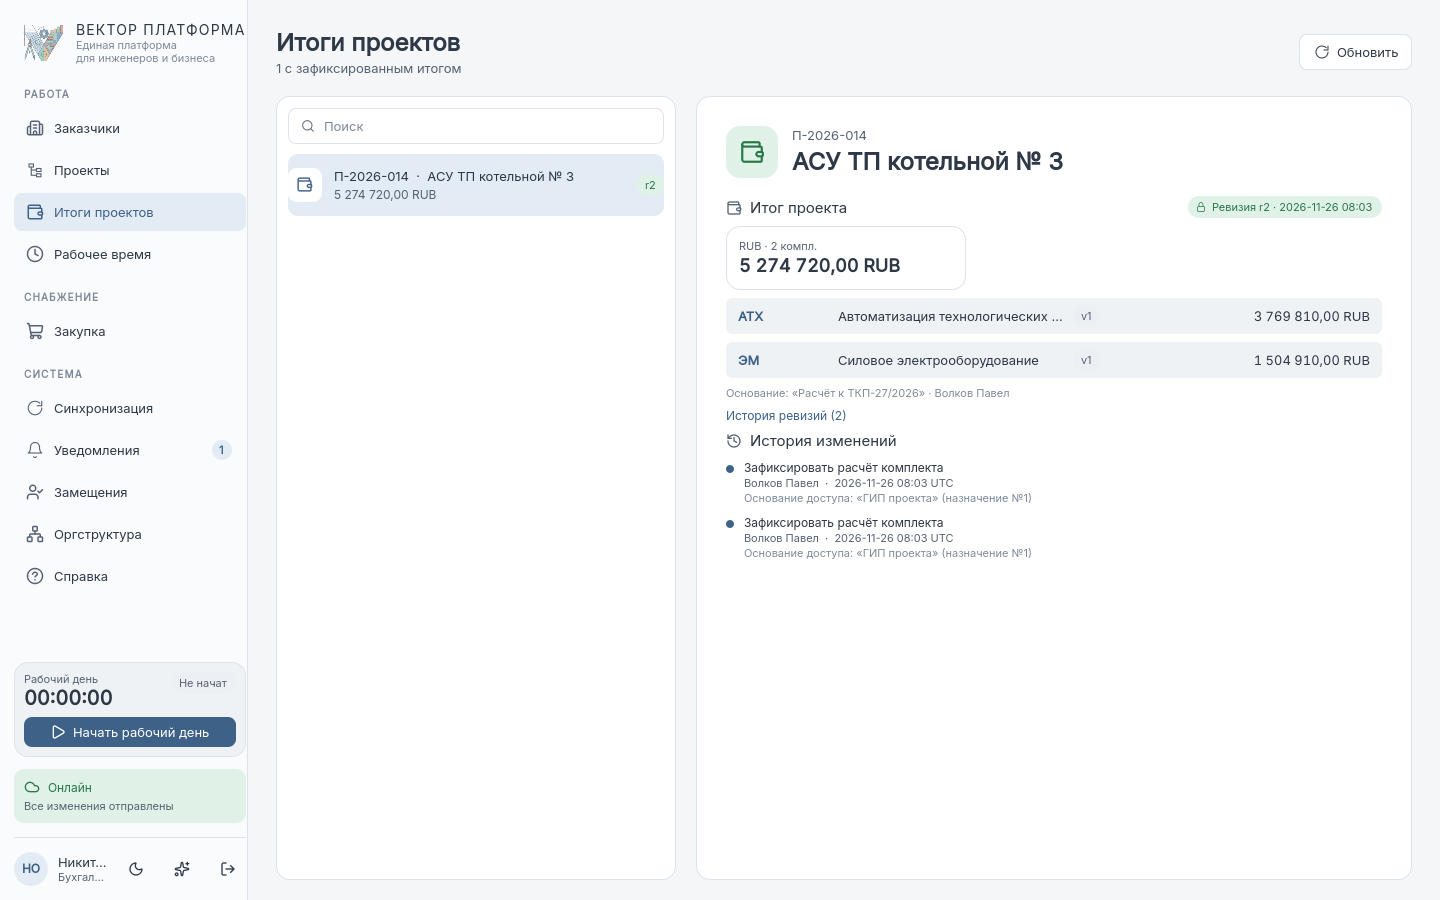 ВЕКТОР ПЛАТФОРМА
Единая платформа
для инженеров и бизнеса
РАБОТА
Заказчики
Проекты
Итоги проектов
Рабочее время
СНАБЖЕНИЕ
Закупка
СИСТЕМА
Синхронизация
Уведомления 1
Замещения
Оргструктура
Справка
Рабочий день
Не начат
00:00:00
Начать рабочий день
Онлайн
Все изменения отправлены
НО
Никит...
Бухгал...
Итоги проектов
1 с зафиксированным итогом
Обновить
Поиск
П-2026-014 · АСУ ТП котельной № 3
5 274 720,00 RUB
r2
П-2026-014
АСУ ТП котельной № 3
Итог проекта
Ревизия r2 · 2026-11-26 08:03
RUB · 2 компл.
5 274 720,00 RUB
АТХ Автоматизация технологических ... v1 3 769 810,00 RUB
ЭМ Силовое электрооборудование v1 1 504 910,00 RUB
Основание: «Расчёт к ТКП-27/2026» · Волков Павел
История ревизий (2)
История изменений
Зафиксировать расчёт комплекта
Волков Павел · 2026-11-26 08:03 UTC
Основание доступа: «ГИП проекта» (назначение №1)
Зафиксировать расчёт комплекта
Волков Павел · 2026-11-26 08:03 UTC
Основание доступа: «ГИП проекта» (назначение №1)